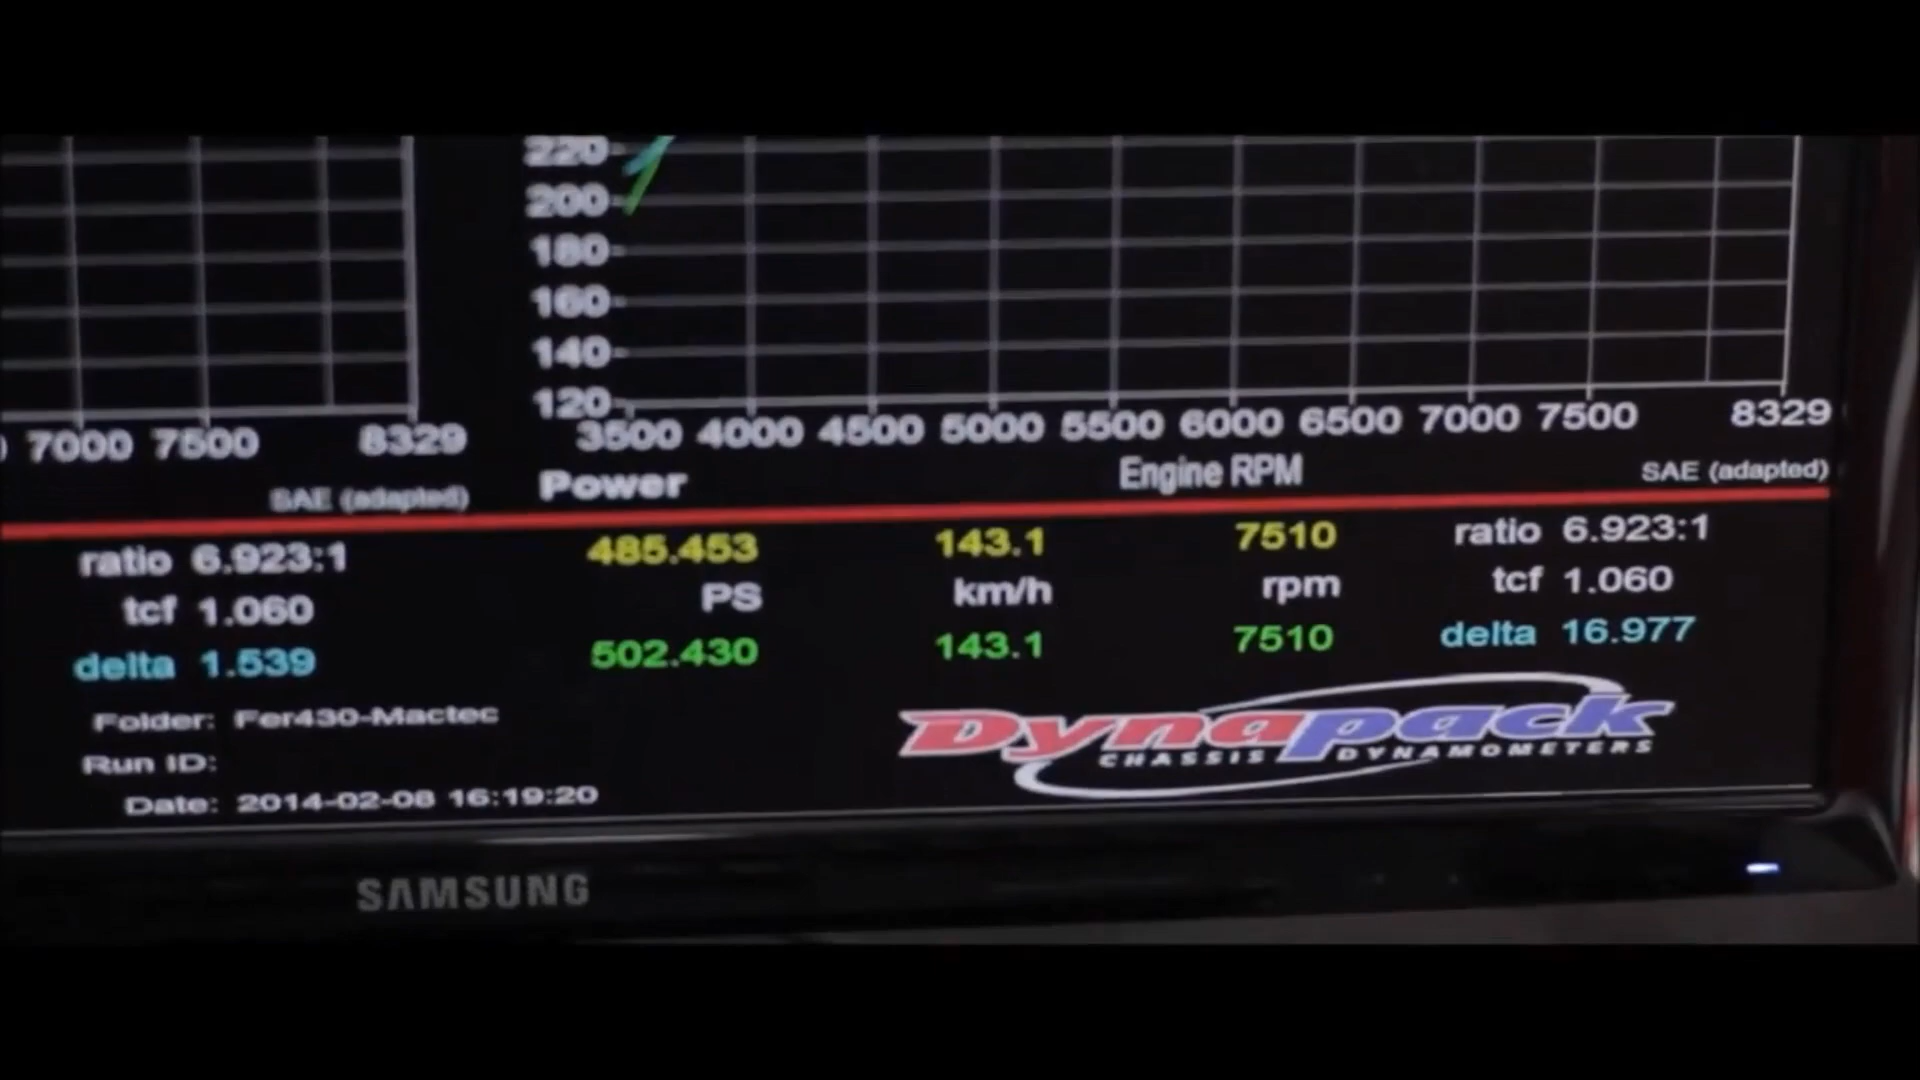 220
200
180
160
140
120
7000 7500 8329
3500 4000 4500 5000 5500 6000 6500 7000 7500 8329
SAE (adapted)
Power Engine RPM SAE (adapted)
ratio 6.923:1 485.453 143.1 7510 ratio 6.923:1
tcf 1.060 PS km/h rpm tcf 1.060
delta 1.539 502.430 143.1 7510 delta 16.977
Folder: Fer430-Mactec
Run ID:
Date: 2014-02-08 16:19:20
Dynapack
CHASSIS DYNAMOMETERS
SAMSUNG